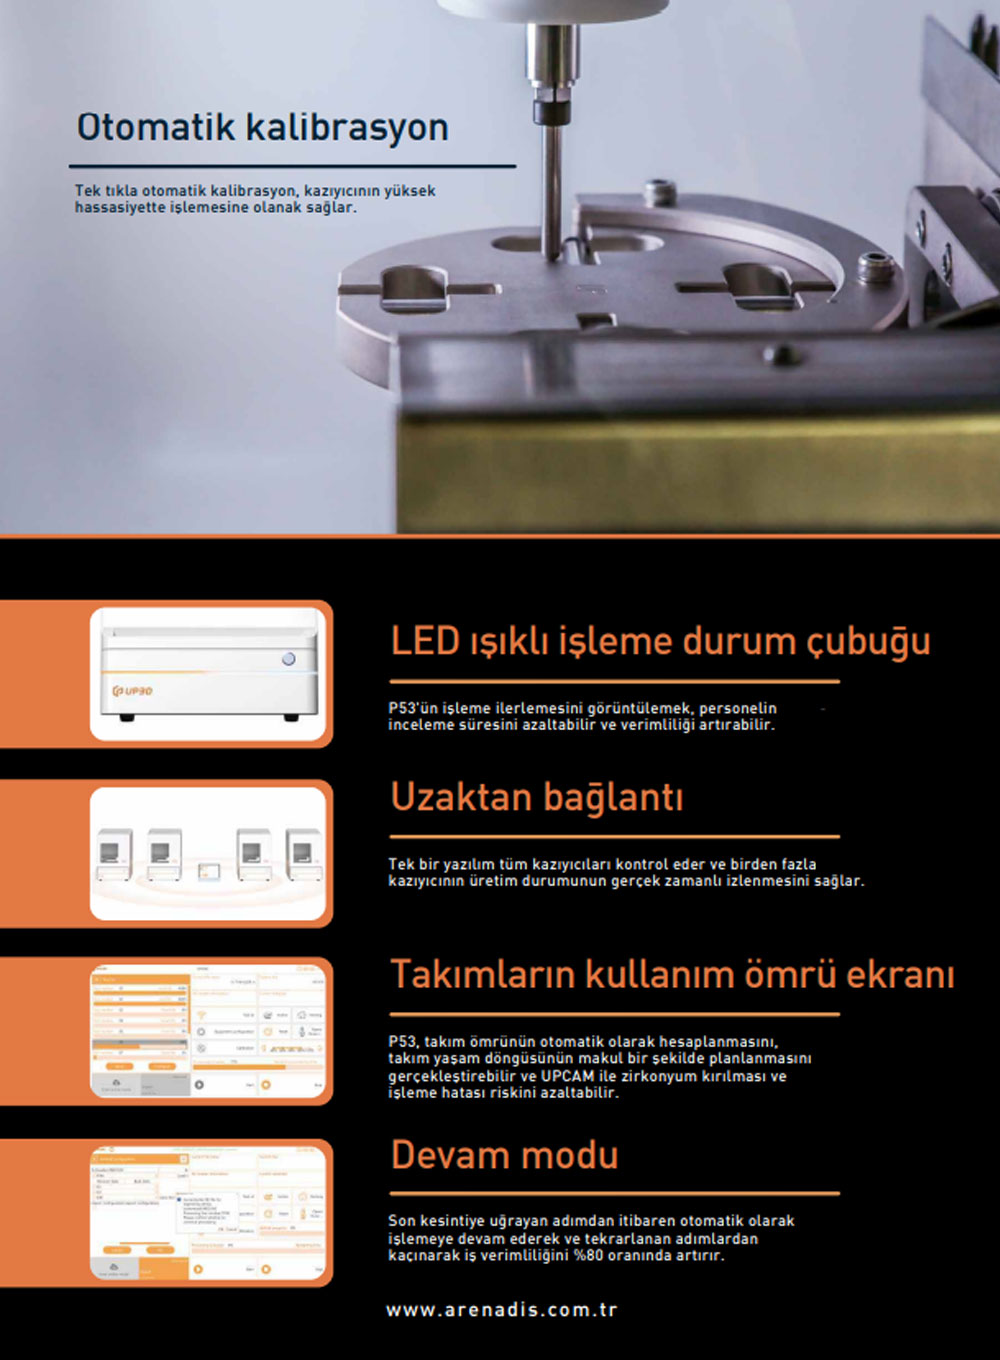 Otomatik kalibrasyon
Tek tıkla otomatik kalibrasyon, kazıyıcının yüksek
hassasiyette işlemesine olanak sağlar.
UP3D
LED ışıklı işleme durum çubuğu
P53'ün işleme ilerlemesini görüntülemek, personelin
inceleme süresini azaltabilir ve verimliliği artırabilir.
Uzaktan bağlantı
Tek bir yazılım tüm kazıyıcıları kontrol eder ve birden fazla
kazıyıcının üretim durumunun gerçek zamanlı izlenmesini sağlar.
Takımların kullanım ömrü ekranı
P53, takım ömrünün otomatik olarak hesaplanmasını,
takım yaşam döngüsünün makul bir şekilde planlanmasını
gerçekleştirebilir ve UPCAM ile zirkonyum kırılması ve
işleme hatası riskini azaltabilir.
Devam modu
Son kesintiye uğrayan adımdan itibaren otomatik olarak
işlemeye devam ederek ve tekrarlanan adımlardan
kaçınarak iş verimliliğini %80 oranında artırır.
www.arenadis.com.tr